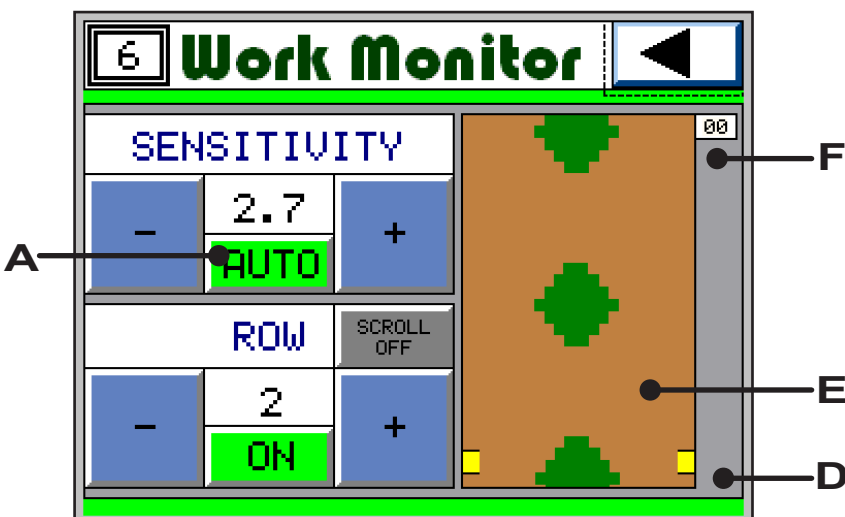 6 Work Monitor
00
SENSITIVITY
F
- 2.7 +
A
AUTO
ROW
SCROLL
OFF
E
- 2 +
ON
D